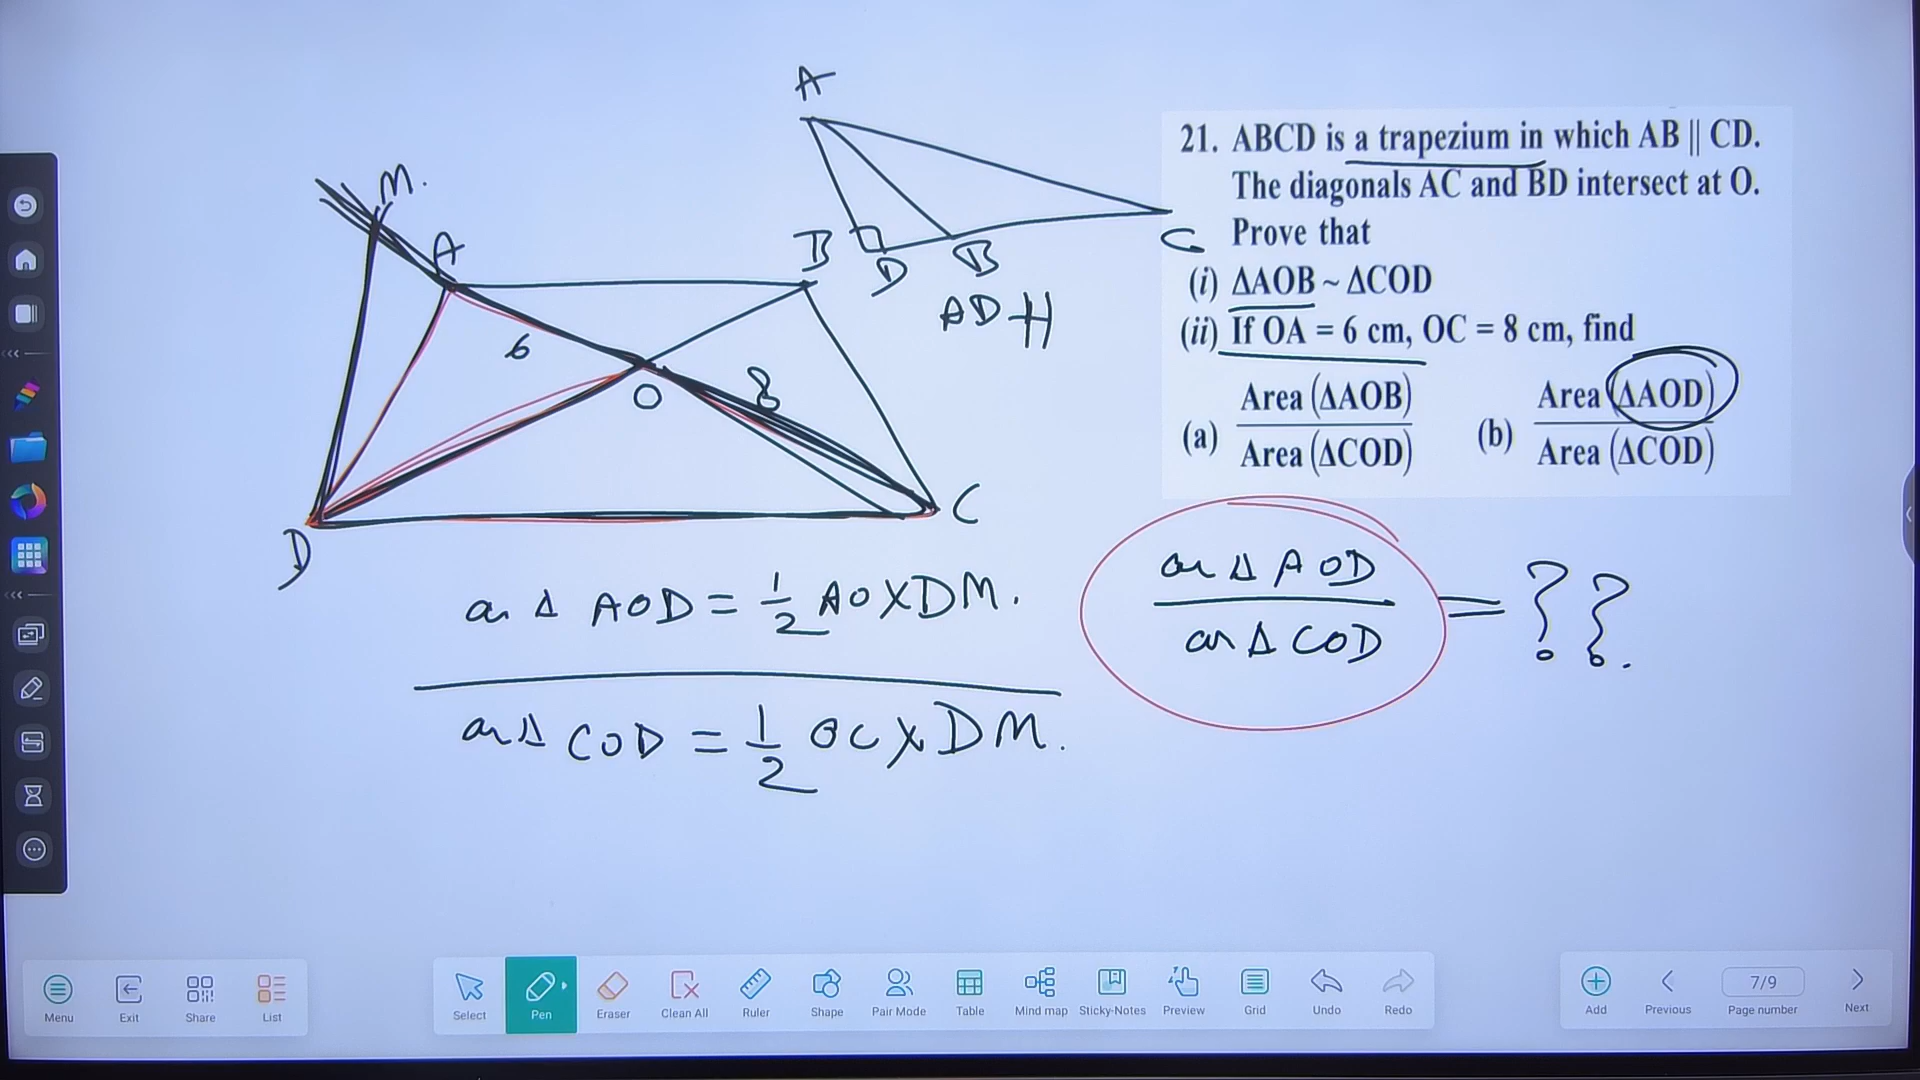 A
M.
A
B
C
D
B
AD H
6
O
8
D
C
21. ABCD is a trapezium in which AB || CD.
The diagonals AC and BD intersect at O.
Prove that
(i) ΔAOB ~ ΔCOD
(ii) If OA = 6 cm, OC = 8 cm, find
(a) Area (ΔAOB) / Area (ΔCOD) (b) Area (ΔAOD) / Area (ΔCOD)
ar Δ AOD = 1/2 AO X DM.
ar Δ COD = 1/2 OC X DM.
ar Δ AOD
ar Δ COD
= ? ?.
Menu
Exit
Share
List
Select
Pen
Eraser
Clean All
Ruler
Shape
Pair Mode
Table
Mind map
Sticky-Notes
Preview
Grid
Undo
Redo
Add
Previous
7/9
Page number
Next